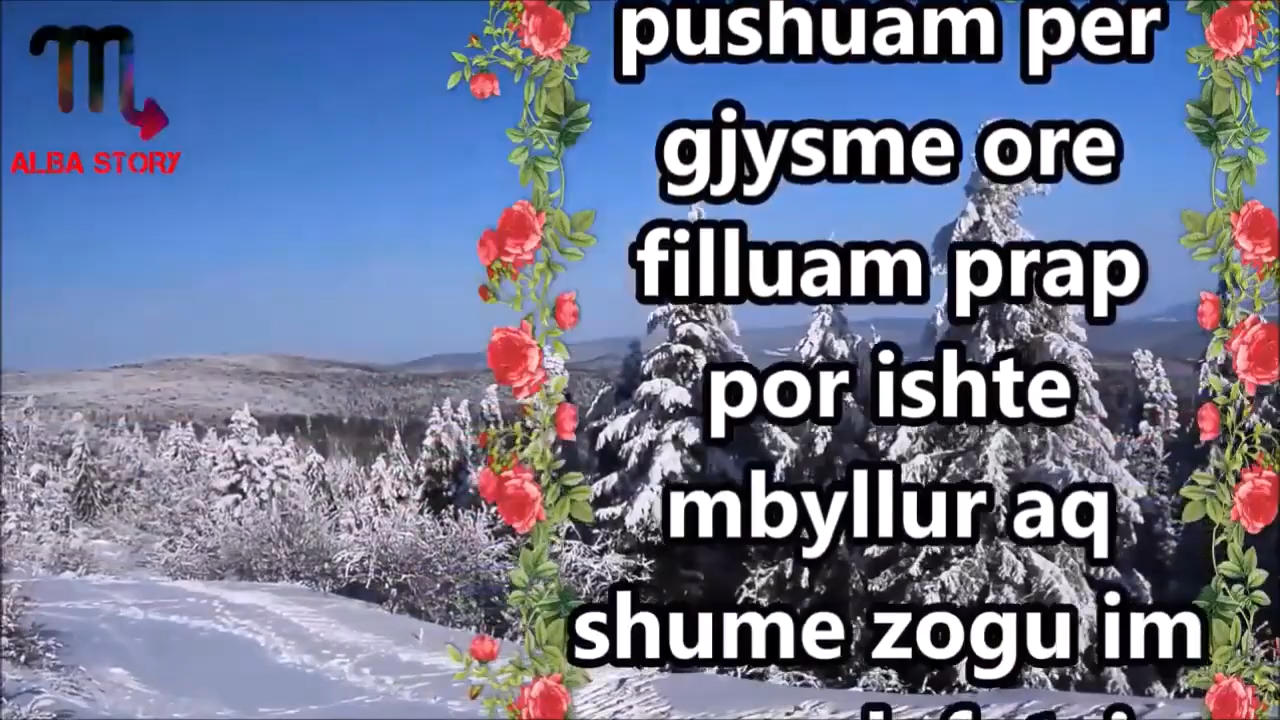 ALBA STORY
pushuam per
gjysme ore
filluam prap
por ishte
mbyllur aq
shume zogu im